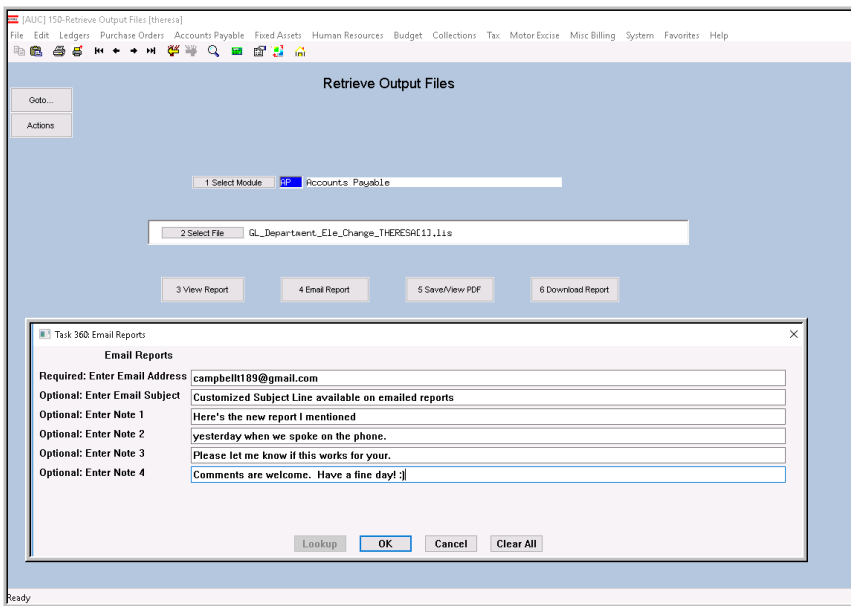 [AUC] 150-Retrieve Output Files [theresa]
File Edit Ledgers Purchase Orders Accounts Payable Fixed Assets Human Resources Budget Collections Tax Motor Excise Misc Billing System Favorites Help
Retrieve Output Files
Goto...
Actions
1 Select Module AP Accounts Payable
2 Select File GL_Department_Ele_Change_THERESA[1].lis
3 View Report 4 Email Report 5 Save/View PDF 6 Download Report
Task 360: Email Reports
Email Reports
Required: Enter Email Address campbellt189@gmail.com
Optional: Enter Email Subject Customized Subject Line available on emailed reports
Optional: Enter Note 1 Here's the new report I mentioned
Optional: Enter Note 2 yesterday when we spoke on the phone.
Optional: Enter Note 3 Please let me know if this works for your.
Optional: Enter Note 4 Comments are welcome. Have a fine day! :)
Lookup OK Cancel Clear All
Ready